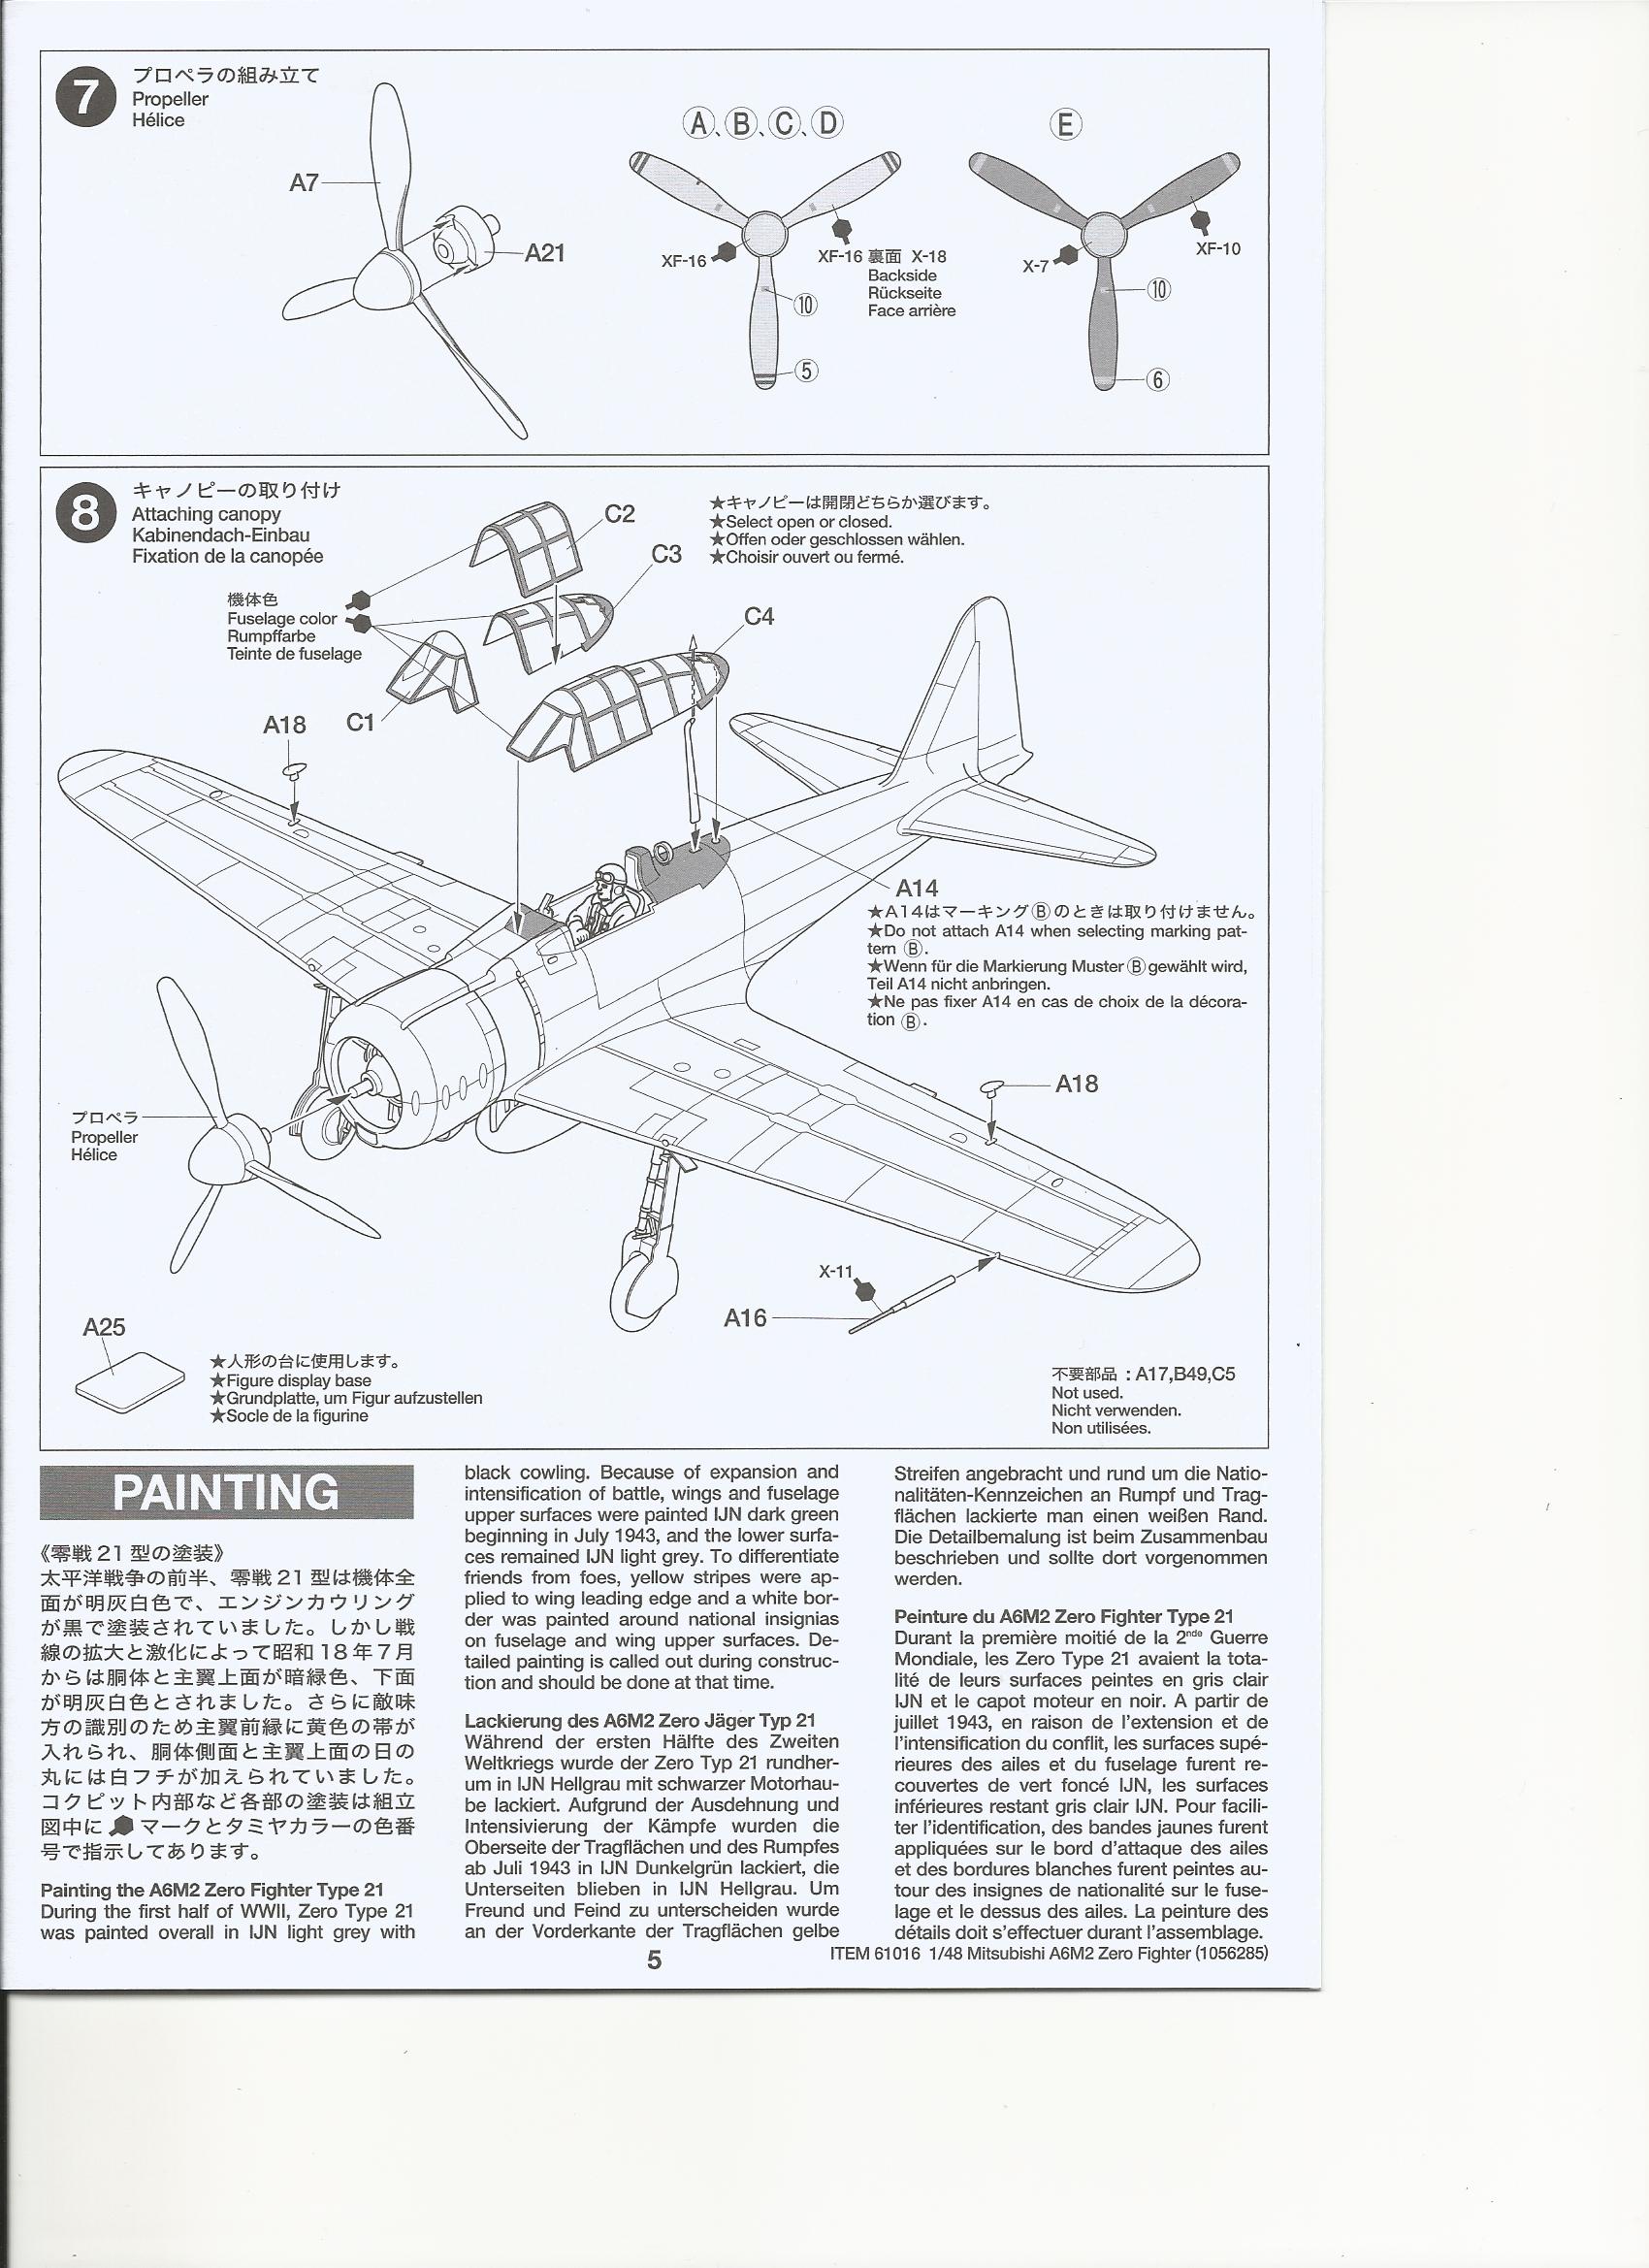 7
プロペラの組み立て
Propeller
Hélice
A7
A21
Ⓐ、Ⓑ、Ⓒ、Ⓓ
XF-16
XF-16 裏面 X-18
Backside
Rückseite
Face arrière
⑩
⑤
Ⓔ
X-7
XF-10
⑩
⑥
8
キャノピーの取り付け
Attaching canopy
Kabinendach-Einbau
Fixation de la canopée
C2
C3
C4
★キャノピーは開閉どちらか選びます。
★Select open or closed.
★Offen oder geschlossen wählen.
★Choisir ouvert ou fermé.
機体色
Fuselage color
Rumpffarbe
Teinte de fuselage
A18
C1
A14
★A14はマーキングⒷのときは取り付けません。
★Do not attach A14 when selecting marking pat-
tern Ⓑ.
★Wenn für die Markierung Muster Ⓑ gewählt wird,
Teil A14 nicht anbringen.
★Ne pas fixer A14 en cas de choix de la décora-
tion Ⓑ.
A18
プロペラ
Propeller
Hélice
X-11
A16
A25
★人形の台に使用します。
★Figure display base
★Grundplatte, um Figur aufzustellen
★Socle de la figurine
不要部品：A17,B49,C5
Not used.
Nicht verwenden.
Non utilisées.
PAINTING
《零戦21型の塗装》
太平洋戦争の前半、零戦21型は機体全
面が明灰白色で、エンジンカウリング
が黒で塗装されていました。しかし戦
線の拡大と激化によって昭和18年7月
からは胴体と主翼上面が暗緑色、下面
が明灰白色とされました。さらに敵味
方の識別のため主翼前縁に黄色の帯が
入れられ、胴体側面と主翼上面の日の
丸には白フチが加えられていました。
コクピット内部など各部の塗装は組立
図中にマークとタミヤカラーの色番
号で指示してあります。
Painting the A6M2 Zero Fighter Type 21
During the first half of WWII, Zero Type 21
was painted overall in IJN light grey with
black cowling. Because of expansion and
intensification of battle, wings and fuselage
upper surfaces were painted IJN dark green
beginning in July 1943, and the lower surfa-
ces remained IJN light grey. To differentiate
friends from foes, yellow stripes were ap-
plied to wing leading edge and a white bor-
der was painted around national insignias
on fuselage and wing upper surfaces. De-
tailed painting is called out during construc-
tion and should be done at that time.
Lackierung des A6M2 Zero Jäger Typ 21
Während der ersten Hälfte des Zweiten
Weltkriegs wurde der Zero Typ 21 rundher-
um in IJN Hellgrau mit schwarzer Motorhau-
be lackiert. Aufgrund der Ausdehnung und
Intensivierung der Kämpfe wurden die
Oberseite der Tragflächen und des Rumpfes
ab Juli 1943 in IJN Dunkelgrün lackiert, die
Unterseiten blieben in IJN Hellgrau. Um
Freund und Feind zu unterscheiden wurde
an der Vorderkante der Tragflächen gelbe
Streifen angebracht und rund um die Natio-
nalitäten-Kennzeichen an Rumpf und Trag-
flächen lackierte man einen weißen Rand.
Die Detailbemalung ist beim Zusammenbau
beschrieben und sollte dort vorgenommen
werden.
Peinture du A6M2 Zero Fighter Type 21
Durant la première moitié de la 2nde Guerre
Mondiale, les Zero Type 21 avaient la tota-
lité de leurs surfaces peintes en gris clair
IJN et le capot moteur en noir. A partir de
juillet 1943, en raison de l'extension et de
l'intensification du conflit, les surfaces supé-
rieures des ailes et du fuselage furent re-
couvertes de vert foncé IJN, les surfaces
inférieures restant gris clair IJN. Pour facili-
ter l'identification, des bandes jaunes furent
appliquées sur le bord d'attaque des ailes
et des bordures blanches furent peintes au-
tour des insignes de nationalité sur le fuse-
lage et le dessus des ailes. La peinture des
détails doit s'effectuer durant l'assemblage.
5
ITEM 61016 1/48 Mitsubishi A6M2 Zero Fighter (1056285)